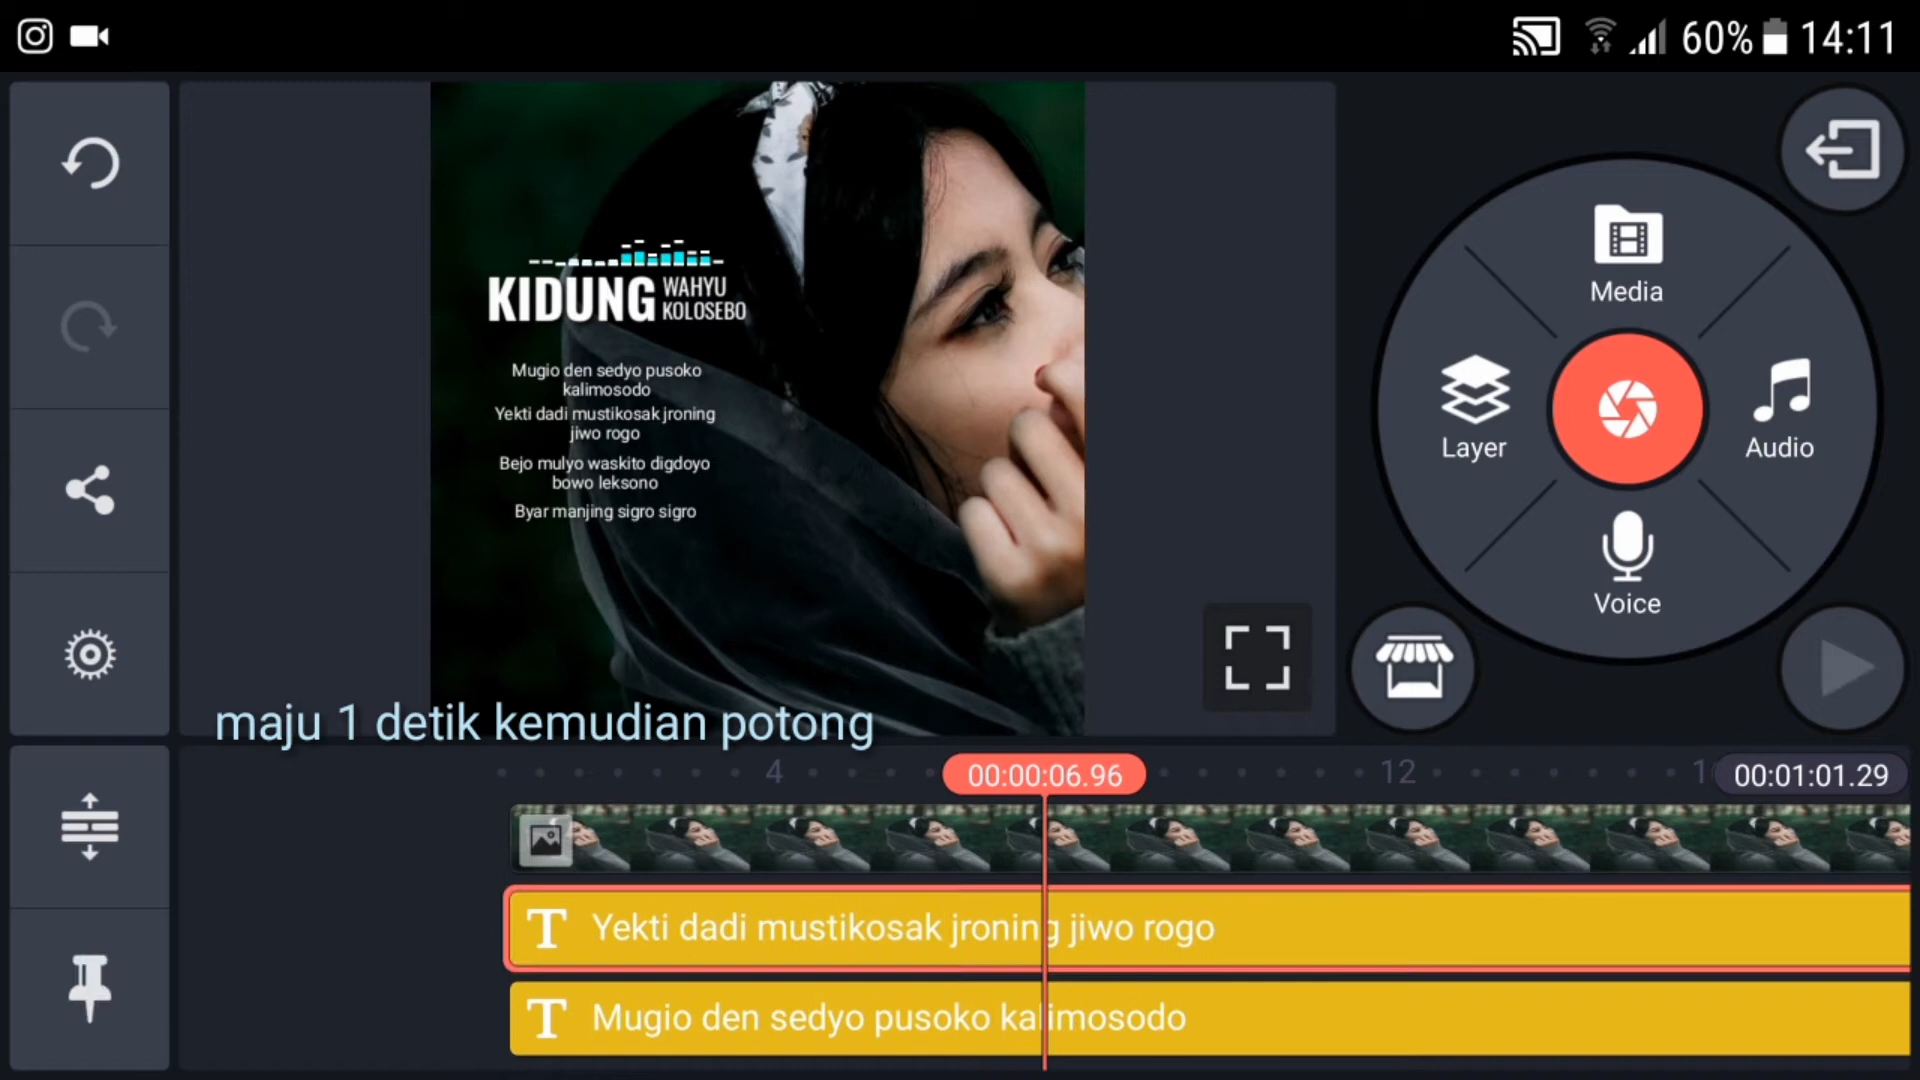 60% 14:11
Media
KIDUNG WAHYU
KOLOSEBO
Mugio den sedyo pusoko
kalimosodo
Yekti dadi mustikosak jroning
jiwo rogo
Bejo mulyo waskito digdoyo
bowo leksono
Byar manjing sigro sigro
Layer
Audio
Voice
maju 1 detik kemudian potong
4 00:00:06.96 12 1 00:01:01.29
T Yekti dadi mustikosak jroning jiwo rogo
T Mugio den sedyo pusoko kalimosodo